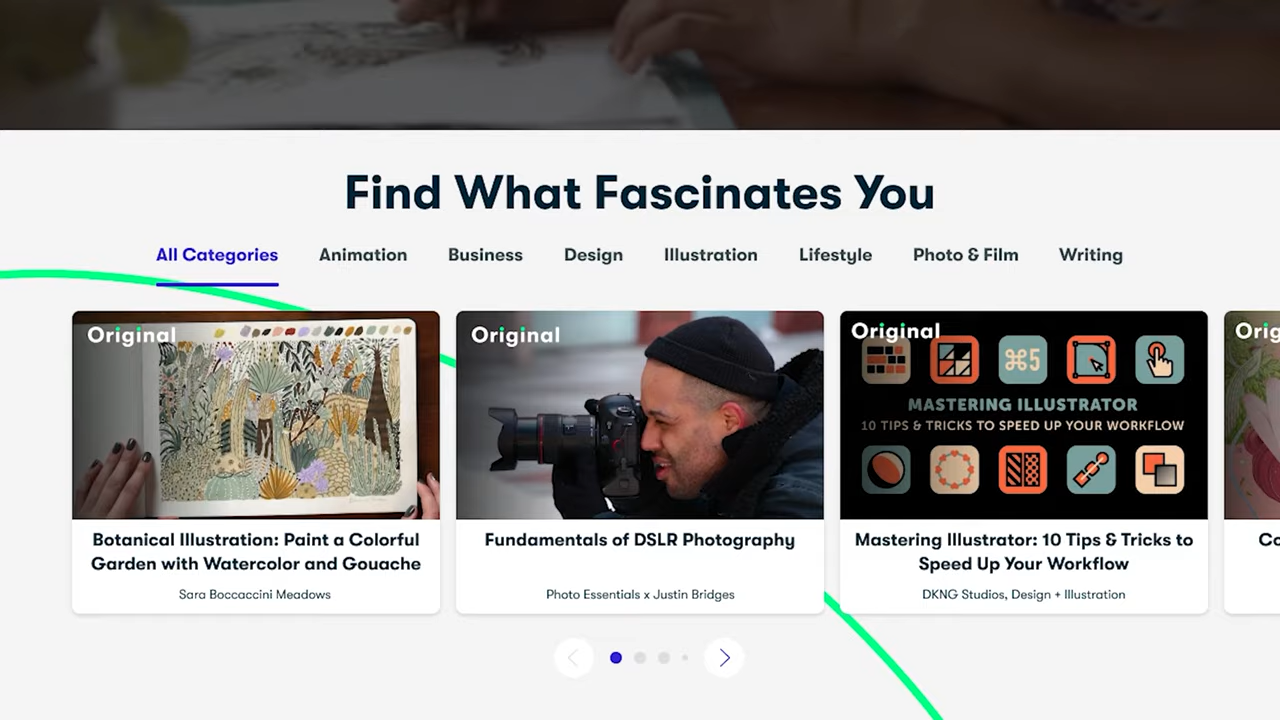 Find What Fascinates You
All Categories Animation Business Design Illustration Lifestyle Photo & Film Writing
Original
Botanical Illustration: Paint a Colorful
Garden with Watercolor and Gouache
Sara Boccaccini Meadows
Original
Fundamentals of DSLR Photography
Photo Essentials x Justin Bridges
Original
⌘5
MASTERING ILLUSTRATOR
10 TIPS & TRICKS TO SPEED UP YOUR WORKFLOW
Mastering Illustrator: 10 Tips & Tricks to
Speed Up Your Workflow
DKNG Studios, Design + Illustration
Orig
Co